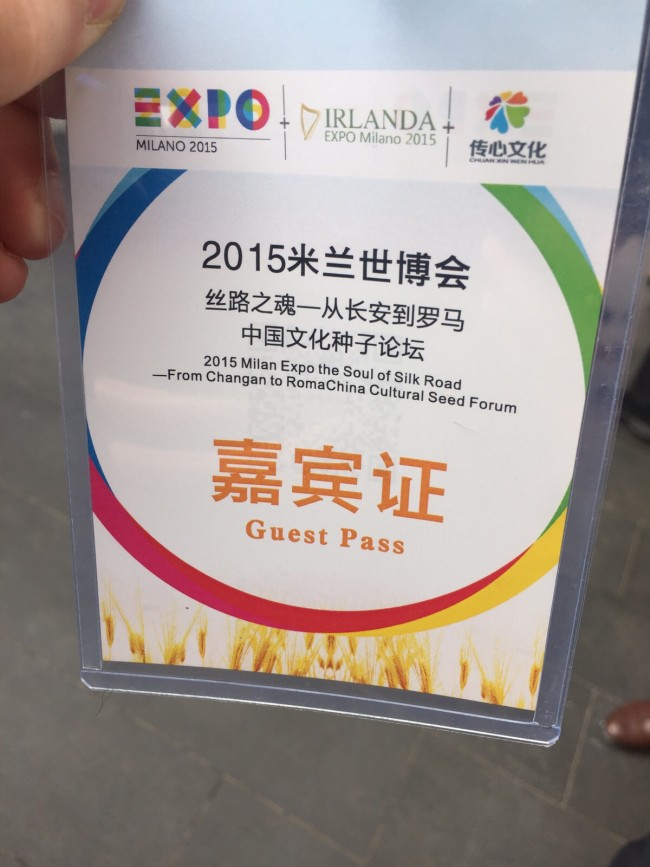 EXPO
MILANO 2015
IRLANDA
EXPO Milano 2015
传心文化
CHUAN XIN WEN HUA
2015米兰世博会
丝路之魂—从长安到罗马
中国文化种子论坛
2015 Milan Expo the Soul of Silk Road
—From Changan to RomaChina Cultural Seed Forum
嘉宾证
Guest Pass